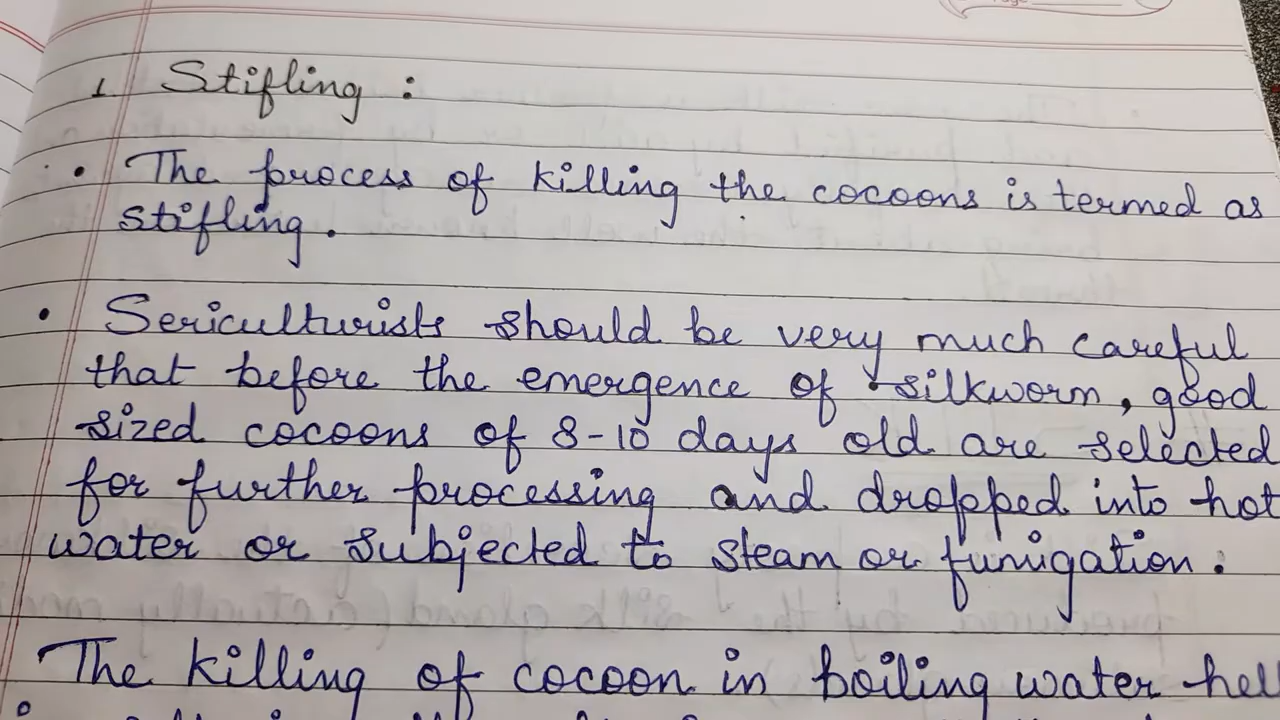 1. Stifling :
• The process of killing the cocoons is termed as
stifling.
• Sericulturists should be very much careful
that before the emergence of silkworm, good
sized cocoons of 8-10 days old are selected
for further processing and dropped into hot
water or subjected to steam or fumigation.
The killing of cocoon in boiling water